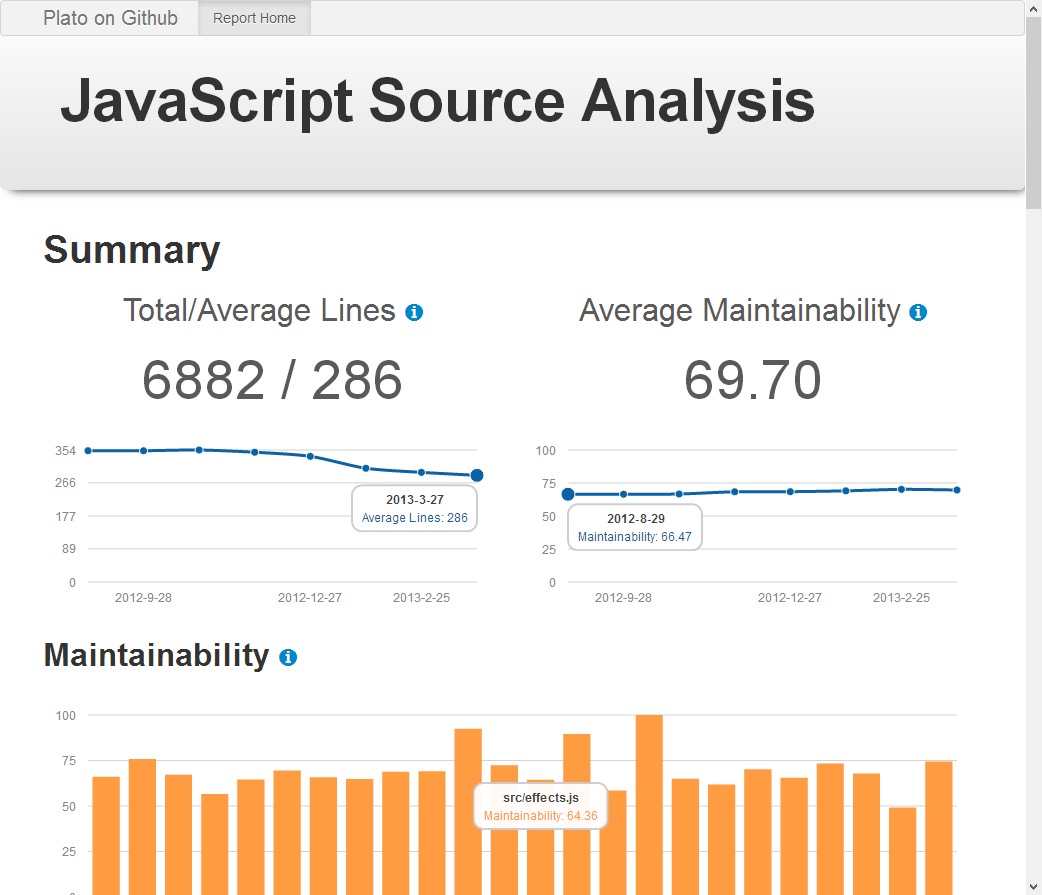 Plato on Github Report Home
JavaScript Source Analysis
Summary
Total/Average Lines
6882 / 286
354
266
177
89
0
2013-3-27
Average Lines: 286
2012-9-28 2012-12-27 2013-2-25
Average Maintainability
69.70
100
75
50
25
0
2012-8-29
Maintainability: 66.47
2012-9-28 2012-12-27 2013-2-25
Maintainability
100
75
50
25
src/effects.js
Maintainability: 64.36